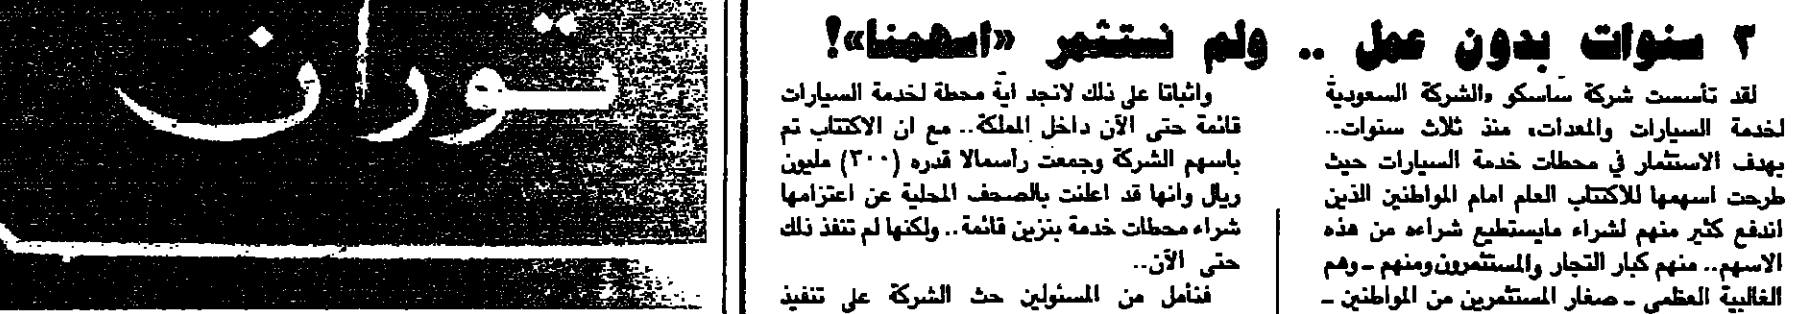 ٣ سنوات بدون عمل .. ولم نستثمر «اسهمنا»!
لقد تأسست شركة ساسكو «الشركة السعودية
لخدمة السيارات والمعدات» منذ ثلاث سنوات..
بهدف الاستثمار في محطات خدمة السيارات حيث
طرحت اسهمها للاكتتاب العام امام المواطنين الذين
اندفع كثير منهم لشراء مايستطيع شراءه من هذه
الاسهم.. منهم كبار التجار والمستثمرون ومنهم ـ وهم
الغالبية العظمى ـ صغار المستثمرين من المواطنين ـ
واثباتا على ذلك لانجد اية محطة لخدمة السيارات
قائمة حتى الآن داخل المملكة.. مع ان الاكتتاب تم
باسهم الشركة وجمعت رأسمالا قدره (٣٠٠) مليون
ريال وانها قد اعلنت بالصحف المحلية عن اعتزامها
شراء محطات خدمة بنزين قائمة.. ولكنها لم تنفذ ذلك
حتى الآن..
فنأمل من المسئولين حث الشركة على تنفيذ
توران